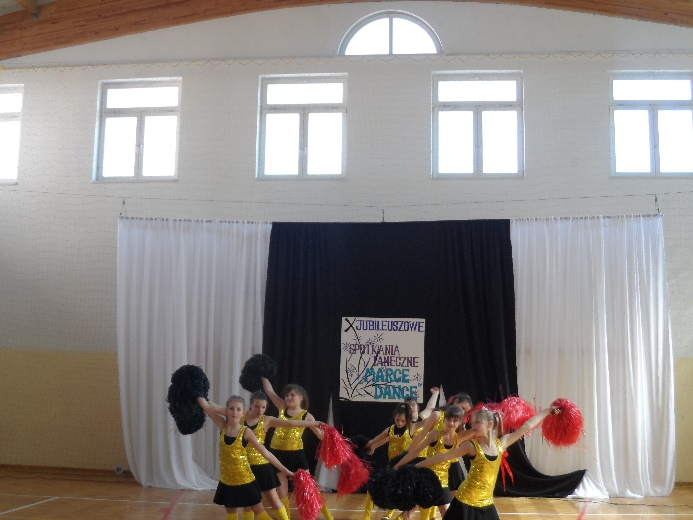 X JUBILEUSZOWE
SPOTKANIA
TANECZNE
MARCE
DANCE